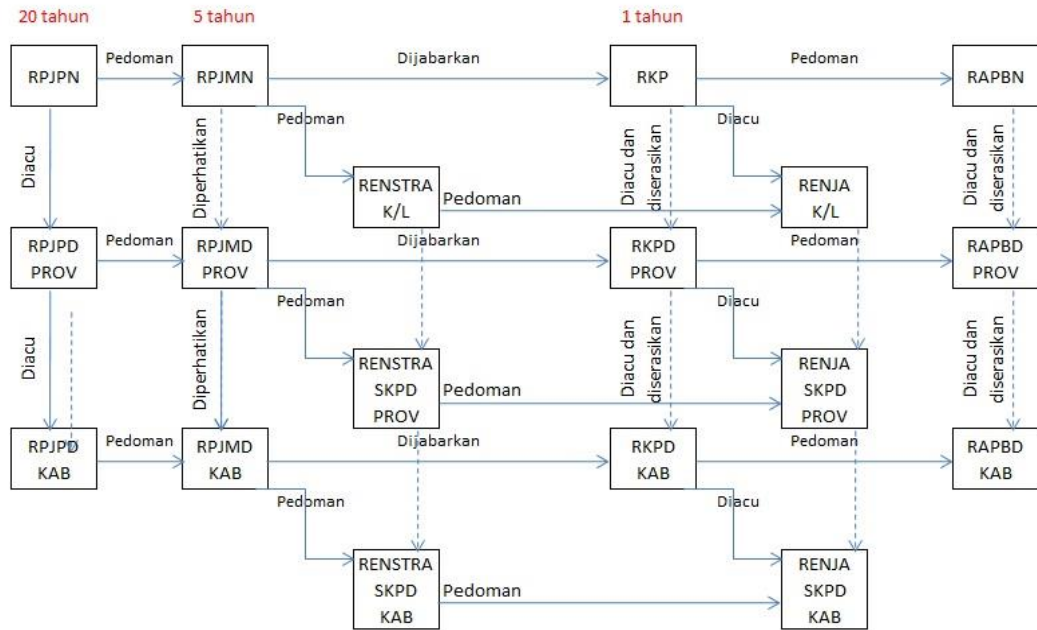 20 tahun
5 tahun
1 tahun
RPJPN
Pedoman
RPJMN
Dijabarkan
RKP
Pedoman
RAPBN
Diacu
Diperhatikan
Pedoman
Diacu dan
diserasikan
Diacu
Diacu dan
diserasikan
RENSTRA
K/L
Pedoman
RENJA
K/L
RPJPD
PROV
Pedoman
RPJMD
PROV
Dijabarkan
RKPD
PROV
Pedoman
RAPBD
PROV
Diacu
Diperhatikan
Pedoman
Diacu dan
diserasikan
Diacu
Diacu dan
diserasikan
RENSTRA
SKPD
PROV
Pedoman
RENJA
SKPD
PROV
RPJPD
KAB
Pedoman
RPJMD
KAB
Dijabarkan
RKPD
KAB
Pedoman
RAPBD
KAB
Pedoman
Diacu
RENSTRA
SKPD
KAB
Pedoman
RENJA
SKPD
KAB